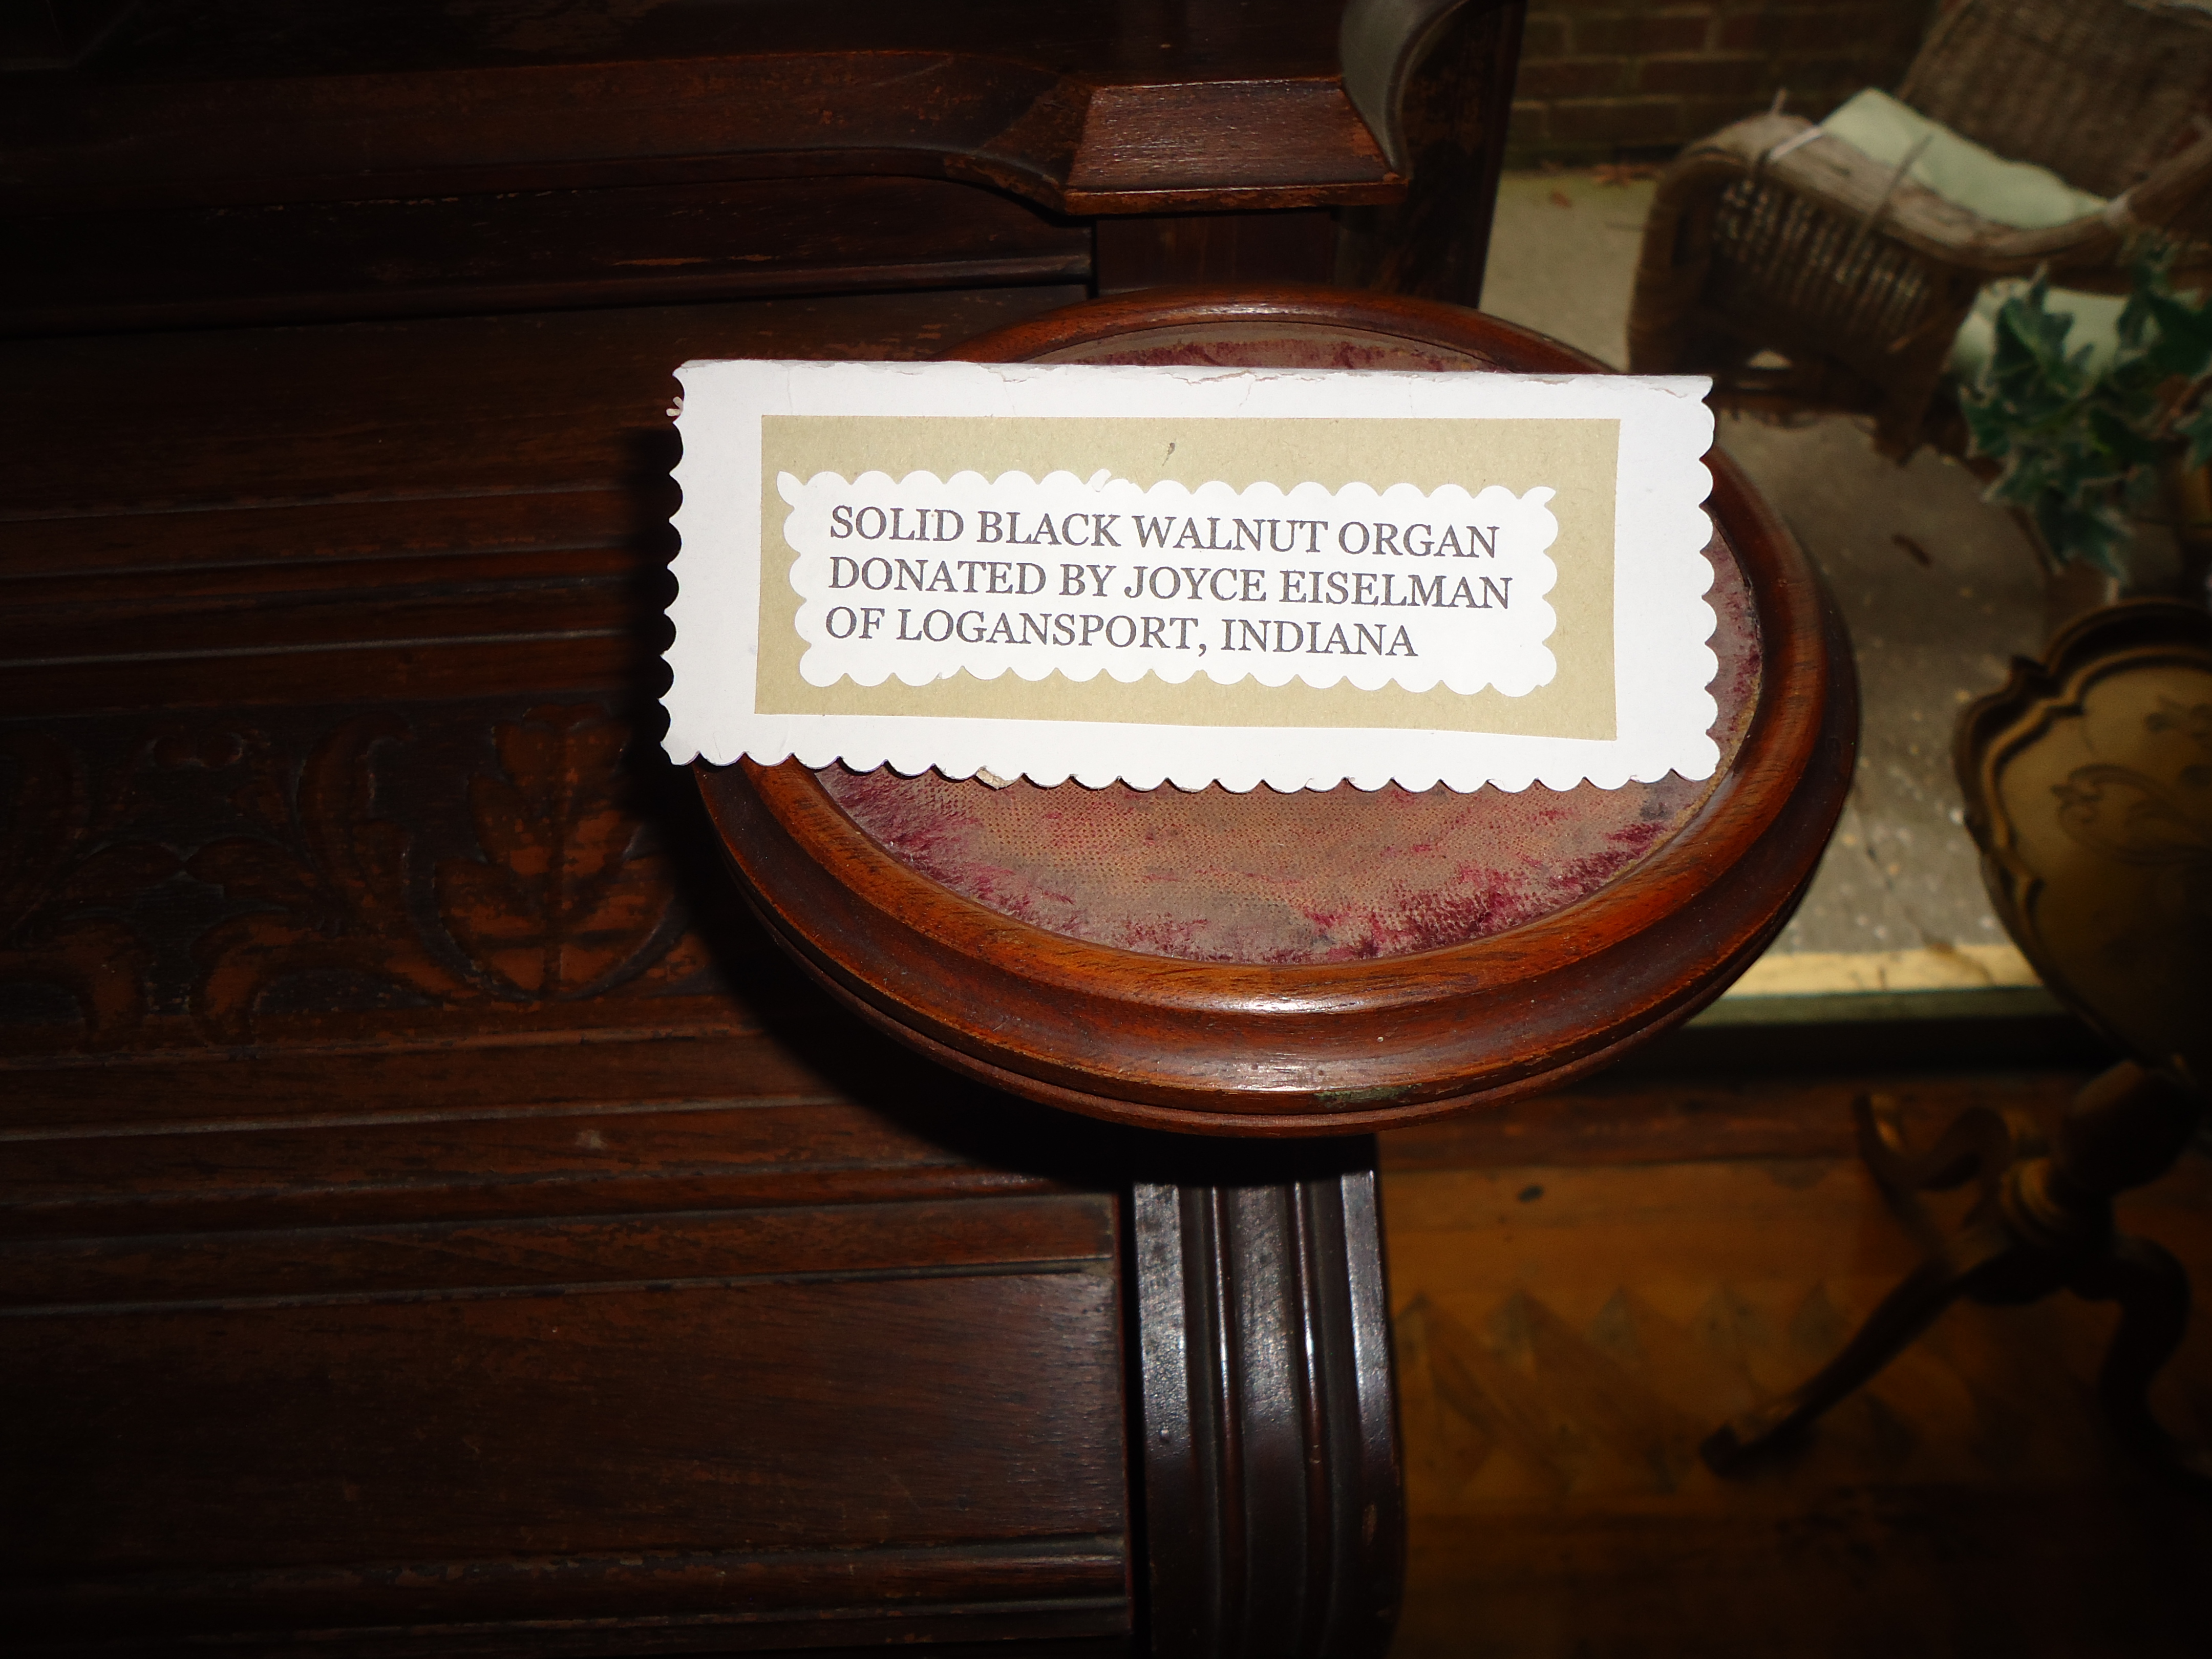 SOLID BLACK WALNUT ORGAN
DONATED BY JOYCE EISELMAN
OF LOGANSPORT, INDIANA